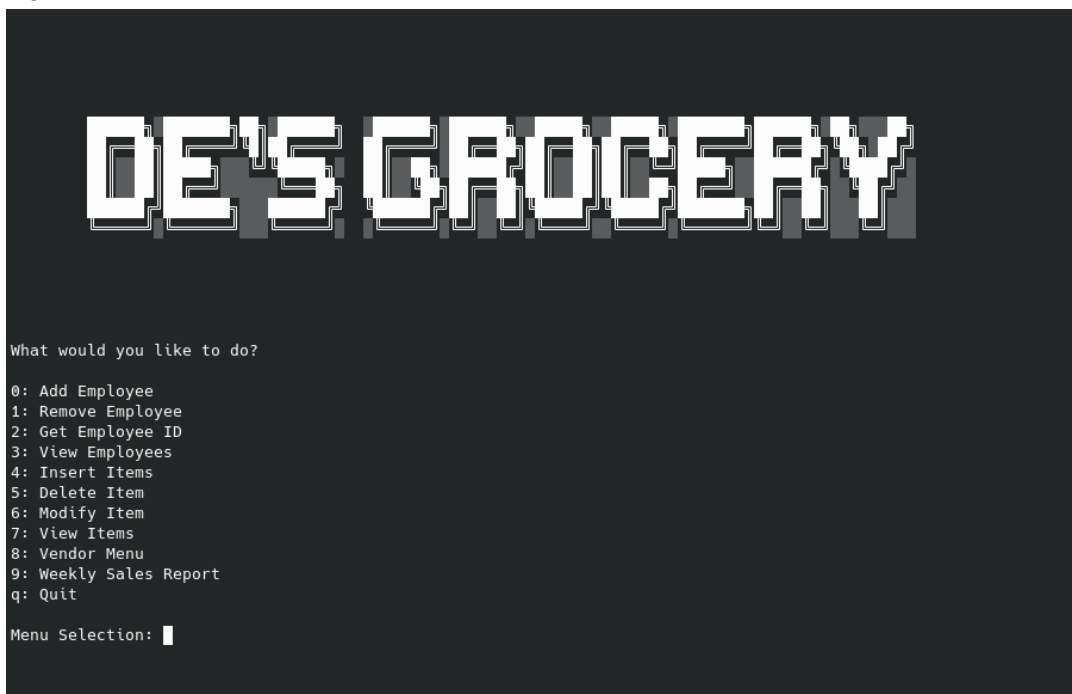 DE'S GROCERY
What would you like to do?
0: Add Employee
1: Remove Employee
2: Get Employee ID
3: View Employees
4: Insert Items
5: Delete Item
6: Modify Item
7: View Items
8: Vendor Menu
9: Weekly Sales Report
q: Quit
Menu Selection: